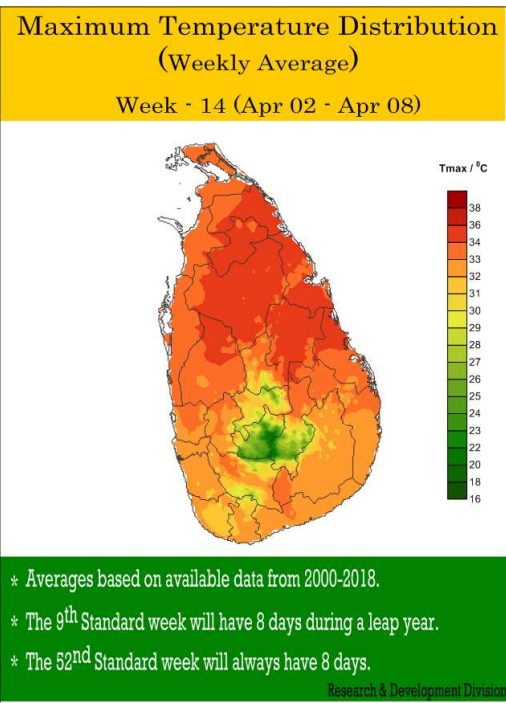 Maximum Temperature Distribution
(Weekly Average)
Week - 14 (Apr 02 - Apr 08)
Tmax / ⁰C
38
36
34
33
32
31
30
29
28
27
26
25
24
23
22
20
18
16
* Averages based on available data from 2000-2018.
* The 9th Standard week will have 8 days during a leap year.
* The 52nd Standard week will always have 8 days.
Research & Development Division